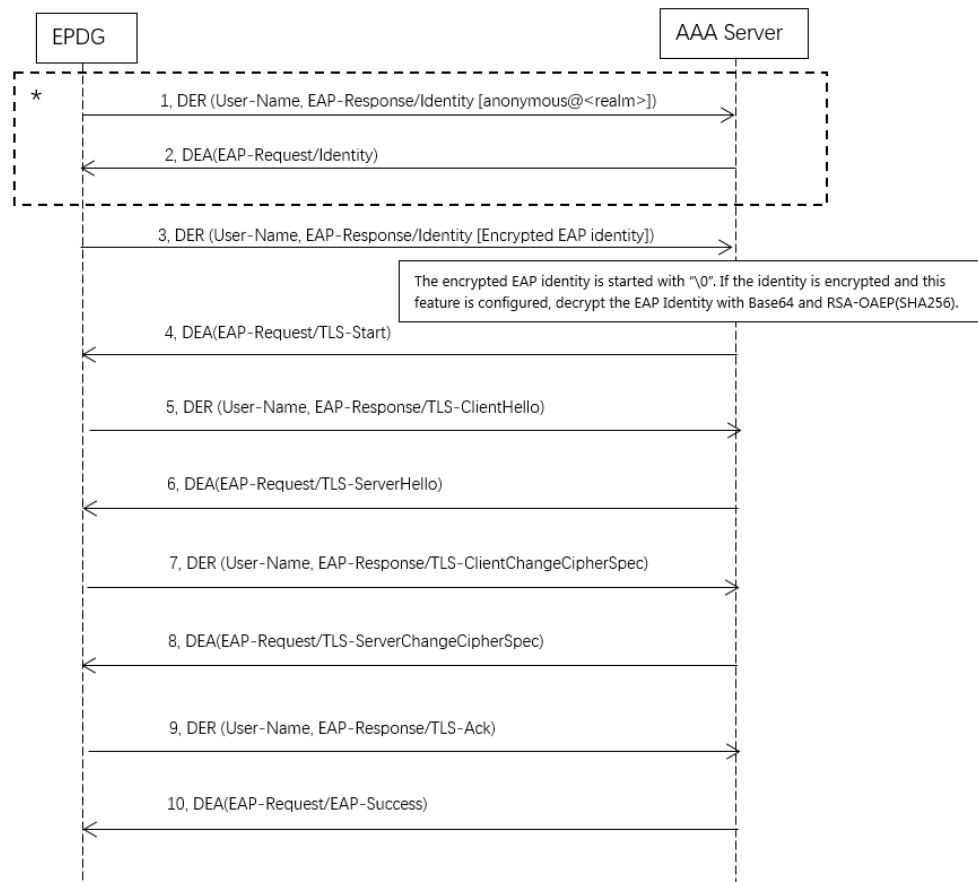 EPDG
AAA Server
*
1, DER (User-Name, EAP-Response/Identity [anonymous@<realm>])
2, DEA(EAP-Request/Identity)
3, DER (User-Name, EAP-Response/Identity [Encrypted EAP identity])
The encrypted EAP identity is started with "\0". If the identity is encrypted and this
feature is configured, decrypt the EAP Identity with Base64 and RSA-OAEP(SHA256).
4, DEA(EAP-Request/TLS-Start)
5, DER (User-Name, EAP-Response/TLS-ClientHello)
6, DEA(EAP-Request/TLS-ServerHello)
7, DER (User-Name, EAP-Response/TLS-ClientChangeCipherSpec)
8, DEA(EAP-Request/TLS-ServerChangeCipherSpec)
9, DER (User-Name, EAP-Response/TLS-Ack)
10, DEA(EAP-Request/EAP-Success)